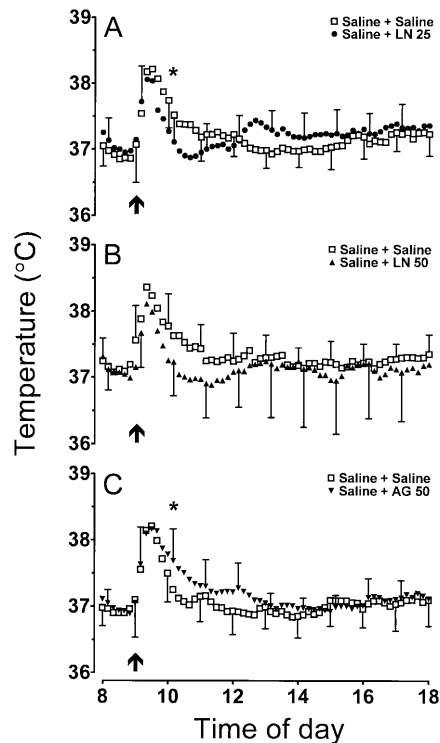 A
Saline + Saline
Saline + LN 25
39
*
38
37
36
B
Saline + Saline
Saline + LN 50
39
38
37
36
C
Saline + Saline
Saline + AG 50
39
*
38
37
36
Temperature (°C)
8 10 12 14 16 18
Time of day